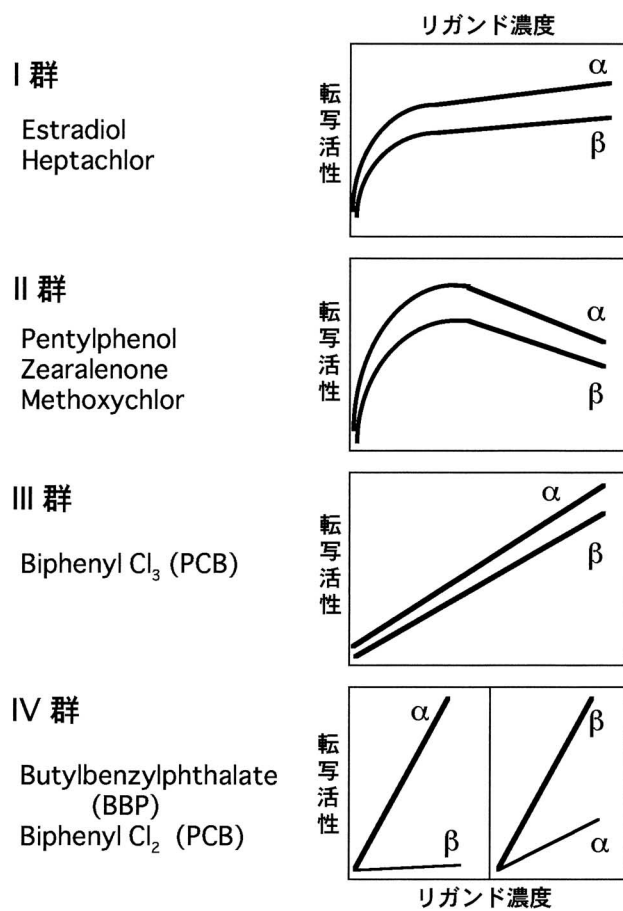 リガンド濃度
I 群
Estradiol
Heptachlor
転写活性
α
β
II 群
Pentylphenol
Zearalenone
Methoxychlor
転写活性
α
β
III 群
Biphenyl Cl₃ (PCB)
転写活性
α
β
IV 群
Butylbenzylphthalate
(BBP)
Biphenyl Cl₂ (PCB)
転写活性
α
β
β
α
リガンド濃度